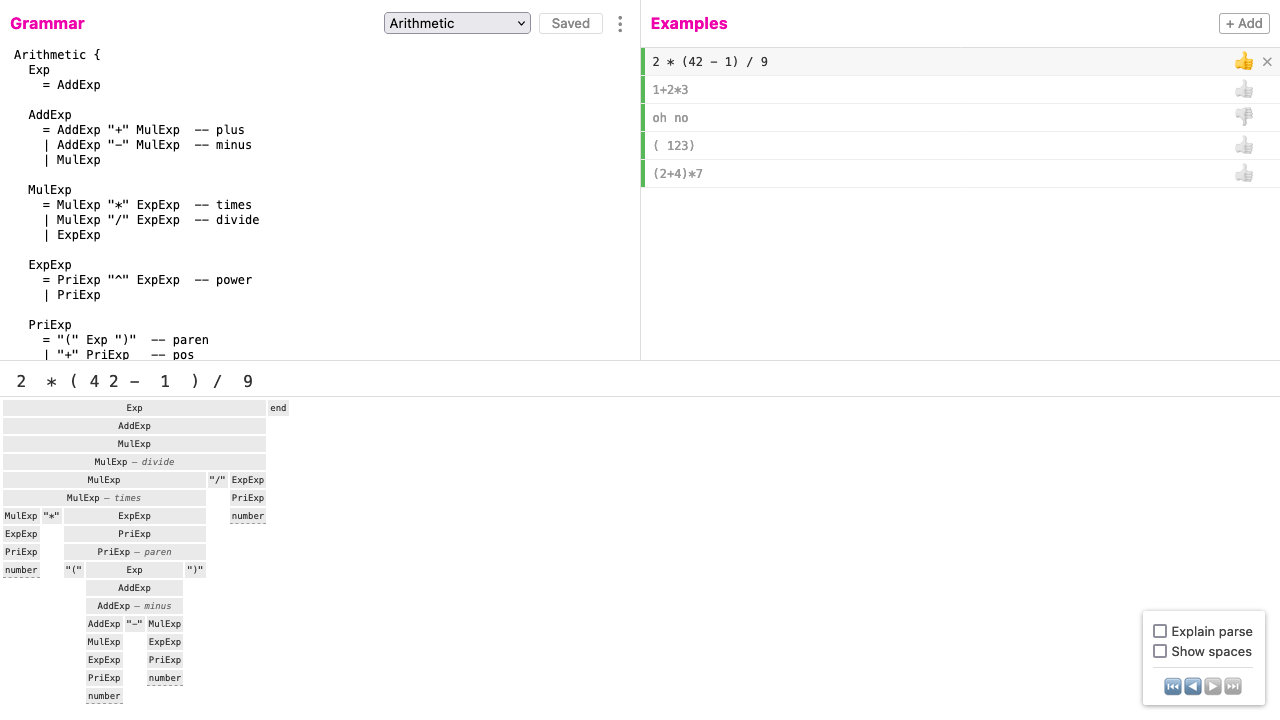 Grammar
Arithmetic
Saved
Arithmetic {
Exp
= AddExp
AddExp
= AddExp "+" MulExp -- plus
| AddExp "-" MulExp -- minus
| MulExp
MulExp
= MulExp "*" ExpExp -- times
| MulExp "/" ExpExp -- divide
| ExpExp
ExpExp
= PriExp "^" ExpExp -- power
| PriExp
PriExp
= "(" Exp ")" -- paren
| "+" PriExp -- pos
Examples
+ Add
2 * (42 - 1) / 9
1+2*3
oh no
( 123)
(2+4)*7
2 * ( 4 2 - 1 ) / 9
Exp end
AddExp
MulExp
MulExp – divide
MulExp "/" ExpExp
MulExp – times PriExp
MulExp "*" ExpExp number
ExpExp PriExp
PriExp PriExp – paren
number "(" Exp ")"
AddExp
AddExp – minus
AddExp "-" MulExp
MulExp ExpExp
ExpExp PriExp
PriExp number
number
Explain parse
Show spaces